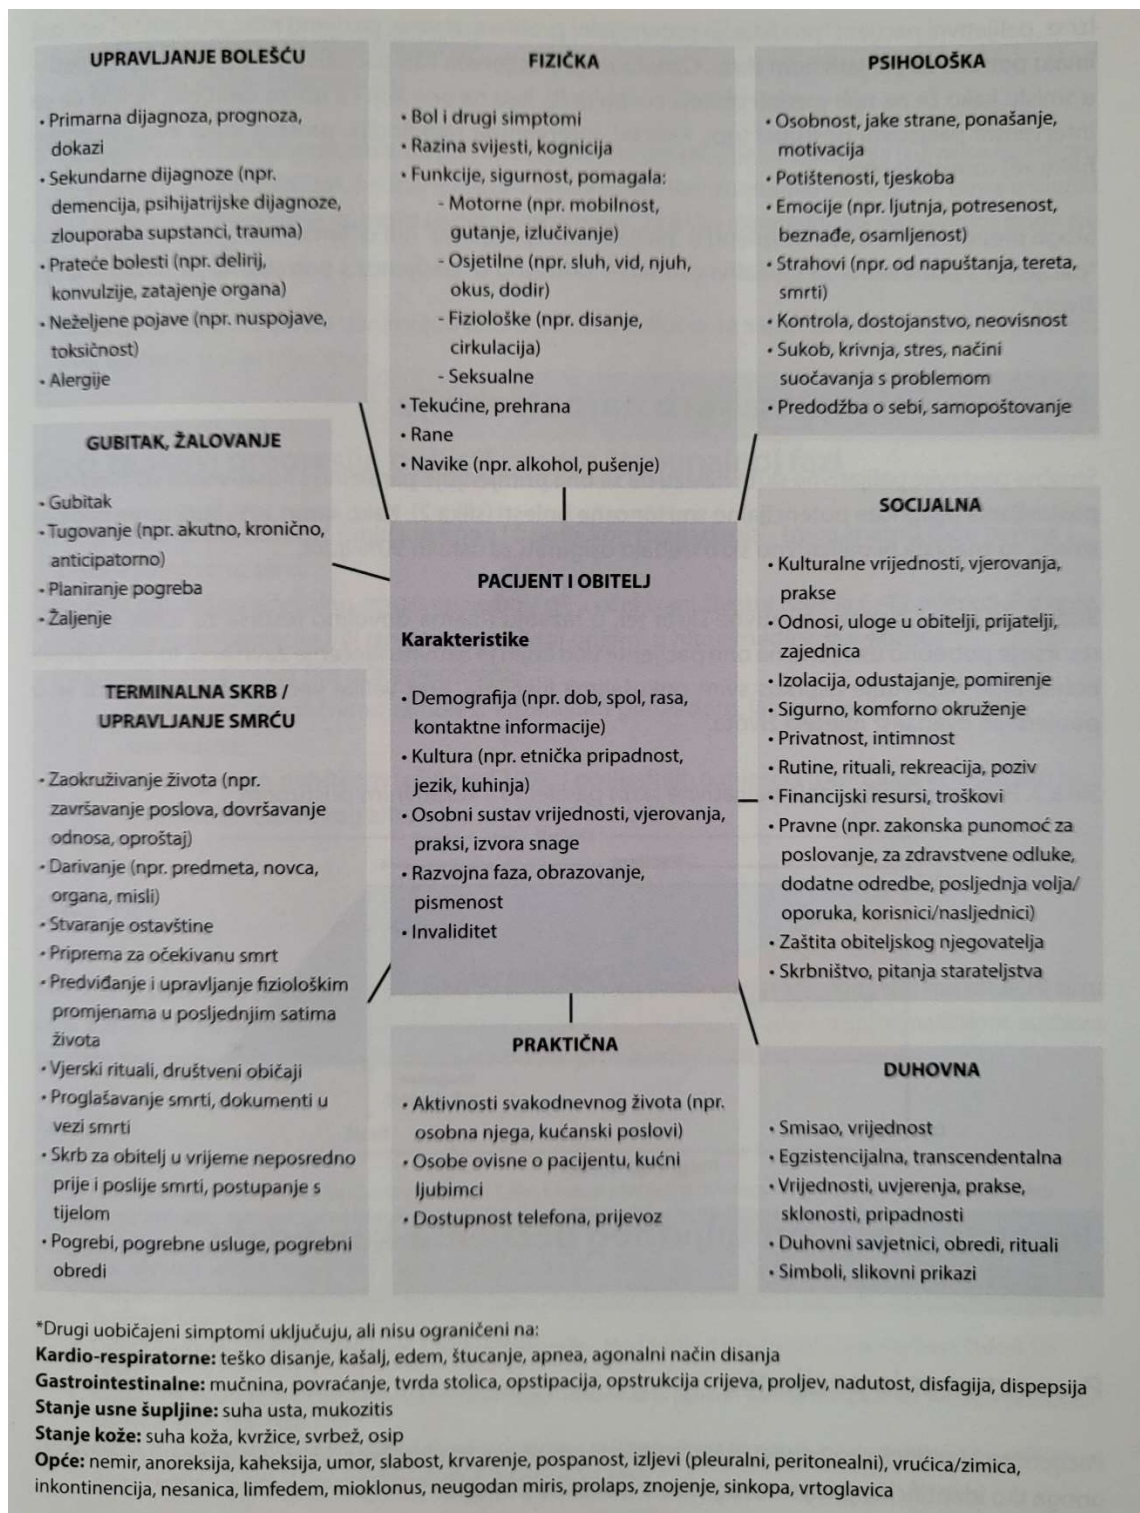 UPRAVLJANJE BOLEŠĆU
• Primarna dijagnoza, prognoza,
dokazi
• Sekundarne dijagnoze (npr.
demencija, psihijatrijske dijagnoze,
zlouporaba supstanci, trauma)
• Prateće bolesti (npr. delirij,
konvulzije, zatajenje organa)
• Neželjene pojave (npr. nuspojave,
toksičnost)
• Alergije
FIZIČKA
• Bol i drugi simptomi
• Razina svijesti, kognicija
• Funkcije, sigurnost, pomagala:
- Motorne (npr. mobilnost,
gutanje, izlučivanje)
- Osjetilne (npr. sluh, vid, njuh,
okus, dodir)
- Fiziološke (npr. disanje,
cirkulacija)
- Seksualne
• Tekućine, prehrana
• Rane
• Navike (npr. alkohol, pušenje)
PSIHOLOŠKA
• Osobnost, jake strane, ponašanje,
motivacija
• Potištenosti, tjeskoba
• Emocije (npr. ljutnja, potresenost,
beznađe, osamljenost)
• Strahovi (npr. od napuštanja, tereta,
smrti)
• Kontrola, dostojanstvo, neovisnost
• Sukob, krivnja, stres, načini
suočavanja s problemom
• Predodžba o sebi, samopoštovanje
GUBITAK, ŽALOVANJE
• Gubitak
• Tugovanje (npr. akutno, kronično,
anticipatorno)
• Planiranje pogreba
• Žaljenje
PACIJENT I OBITELJ
Karakteristike
• Demografija (npr. dob, spol, rasa,
kontaktne informacije)
• Kultura (npr. etnička pripadnost,
jezik, kuhinja)
• Osobni sustav vrijednosti, vjerovanja,
praksi, izvora snage
• Razvojna faza, obrazovanje,
pismenost
• Invaliditet
SOCIJALNA
• Kulturalne vrijednosti, vjerovanja,
prakse
• Odnosi, uloge u obitelji, prijatelji,
zajednica
• Izolacija, odustajanje, pomirenje
• Sigurno, komforno okruženje
• Privatnost, intimnost
• Rutine, rituali, rekreacija, poziv
• Financijski resursi, troškovi
• Pravne (npr. zakonska punomoć za
poslovanje, za zdravstvene odluke,
dodatne odredbe, posljednja volja/
oporuka, korisnici/nasljednici)
• Zaštita obiteljskog njegovatelja
• Skrbništvo, pitanja starateljstva
TERMINALNA SKRB /
UPRAVLJANJE SMRĆU
• Zaokruživanje života (npr.
završavanje poslova, dovršavanje
odnosa, oproštaj)
• Darivanje (npr. predmeta, novca,
organa, misli)
• Stvaranje ostavštine
• Priprema za očekivanu smrt
• Predviđanje i upravljanje fiziološkim
promjenama u posljednjim satima
života
• Vjerski rituali, društveni običaji
• Proglašavanje smrti, dokumenti u
vezi smrti
• Skrb za obitelj u vrijeme neposredno
prije i poslije smrti, postupanje s
tijelom
• Pogrebi, pogrebne usluge, pogrebni
obredi
PRAKTIČNA
• Aktivnosti svakodnevnog života (npr.
osobna njega, kućanski poslovi)
• Osobe ovisne o pacijentu, kućni
ljubimci
• Dostupnost telefona, prijevoz
DUHOVNA
• Smisao, vrijednost
• Egzistencijalna, transcendentalna
• Vrijednosti, uvjerenja, prakse,
sklonosti, pripadnosti
• Duhovni savjetnici, obredi, rituali
• Simboli, slikovni prikazi
*Drugi uobičajeni simptomi uključuju, ali nisu ograničeni na:
Kardio-respiratorne: teško disanje, kašalj, edem, štucanje, apnea, agonalni način disanja
Gastrointestinalne: mučnina, povraćanje, tvrda stolica, opstipacija, opstrukcija crijeva, proljev, nadutost, disfagija, dispepsija
Stanje usne šupljine: suha usta, mukozitis
Stanje kože: suha koža, kvržice, svrbež, osip
Opće: nemir, anoreksija, kaheksija, umor, slabost, krvarenje, pospanost, izljevi (pleuralni, peritonealni), vrućica/zimica,
inkontinencija, nesanica, limfedem, mioklonus, neugodan miris, prolaps, znojenje, sinkopa, vrtoglavica